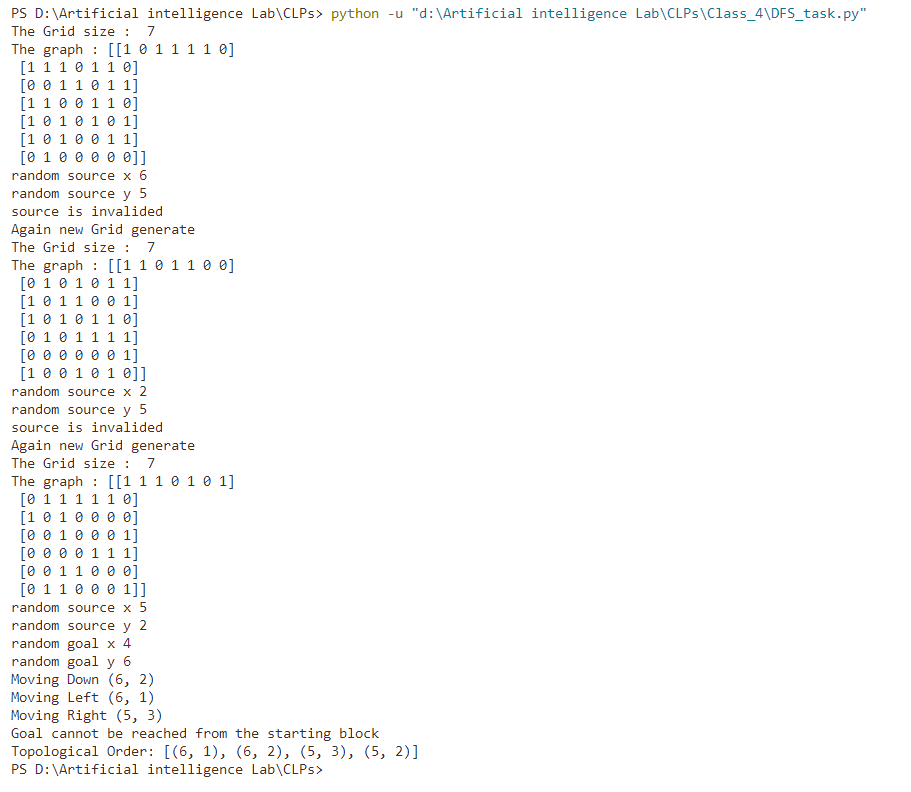 PS D:\Artificial intelligence Lab\CLPs> python -u "d:\Artificial intelligence Lab\CLPs\Class_4\DFS_task.py"
The Grid size :  7
The graph : [[1 0 1 1 1 1 0]
 [1 1 1 0 1 1 0]
 [0 0 1 1 0 1 1]
 [1 1 0 0 1 1 0]
 [1 0 1 0 1 0 1]
 [1 0 1 0 0 1 1]
 [0 1 0 0 0 0 0]]
random source x 6
random source y 5
source is invalided
Again new Grid generate
The Grid size :  7
The graph : [[1 1 0 1 1 0 0]
 [0 1 0 1 0 1 1]
 [1 0 1 1 0 0 1]
 [1 0 1 0 1 1 0]
 [0 1 0 1 1 1 1]
 [0 0 0 0 0 0 1]
 [1 0 0 1 0 1 0]]
random source x 2
random source y 5
source is invalided
Again new Grid generate
The Grid size :  7
The graph : [[1 1 1 0 1 0 1]
 [0 1 1 1 1 1 0]
 [1 0 1 0 0 0 0]
 [0 0 1 0 0 0 1]
 [0 0 0 0 1 1 1]
 [0 0 1 1 0 0 0]
 [0 1 1 0 0 0 1]]
random source x 5
random source y 2
random goal x 4
random goal y 6
Moving Down (6, 2)
Moving Left (6, 1)
Moving Right (5, 3)
Goal cannot be reached from the starting block
Topological Order: [(6, 1), (6, 2), (5, 3), (5, 2)]
PS D:\Artificial intelligence Lab\CLPs>